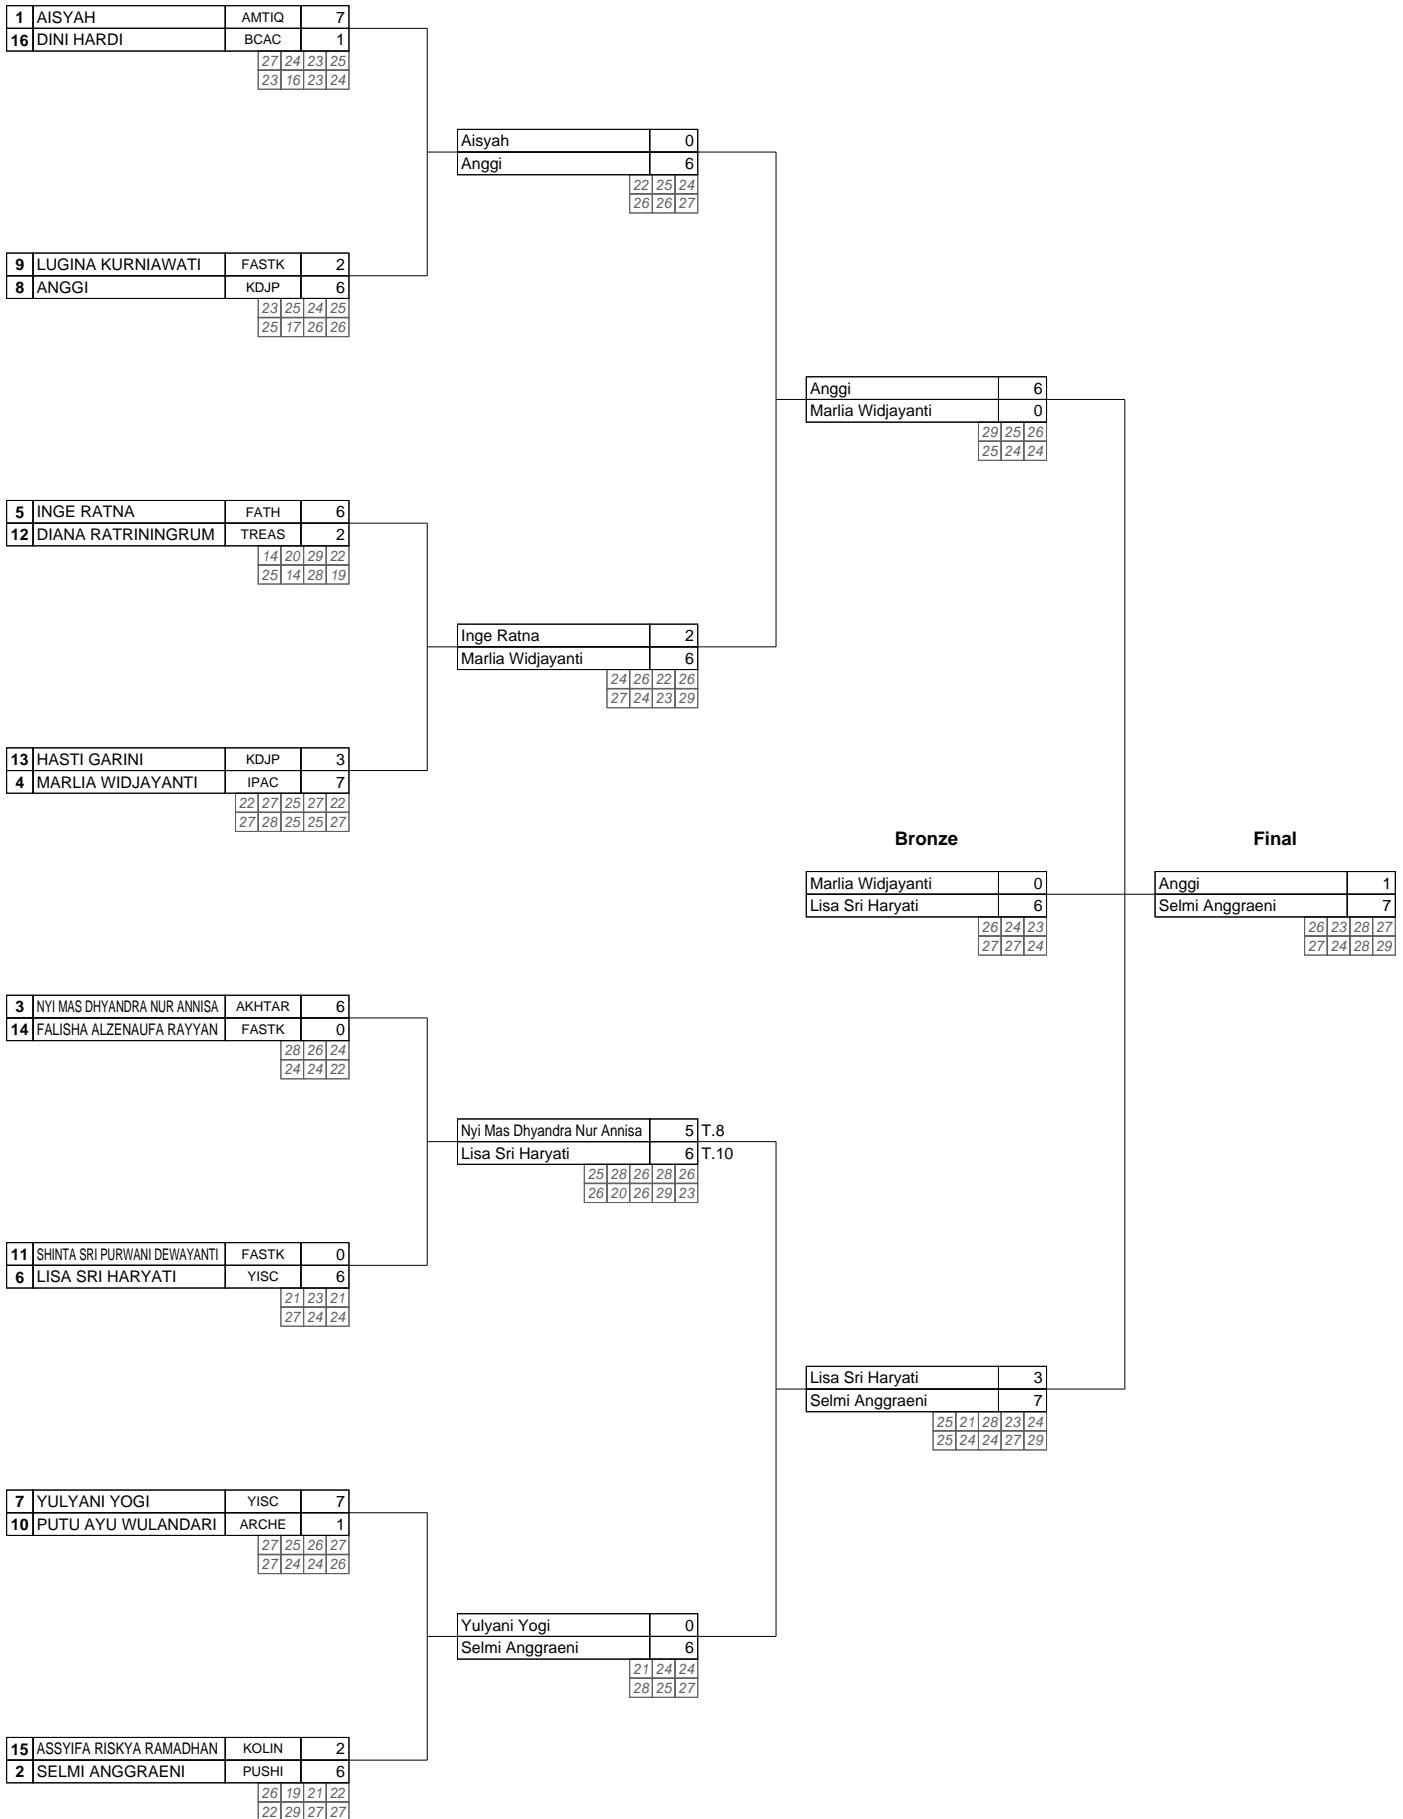 1 AISYAH AMTIQ 7
16 DINI HARDI BCAC 1
27 24 23 25
23 16 23 24
Aisyah 0
Anggi 6
22 25 24
26 26 27
9 LUGINA KURNIAWATI FASTK 2
8 ANGGI KDJP 6
23 25 24 25
25 17 26 26
Anggi 6
Marlia Widjayanti 0
29 25 26
25 24 24
5 INGE RATNA FATH 6
12 DIANA RATRININGRUM TREAS 2
14 20 29 22
25 14 28 19
Inge Ratna 2
Marlia Widjayanti 6
24 26 22 26
27 24 23 29
13 HASTI GARINI KDJP 3
4 MARLIA WIDJAYANTI IPAC 7
22 27 25 27 22
27 28 25 25 27
Bronze
Final
Marlia Widjayanti 0
Lisa Sri Haryati 6
26 24 23
27 27 24
Anggi 1
Selmi Anggraeni 7
26 23 28 27
27 24 28 29
3 NYI MAS DHYANDRA NUR ANNISA AKHTAR 6
14 FALISHA ALZENAUFA RAYYAN FASTK 0
28 26 24
24 24 22
Nyi Mas Dhyandra Nur Annisa 5 T.8
Lisa Sri Haryati 6 T.10
25 28 26 28 26
26 20 26 29 23
11 SHINTA SRI PURWANI DEWAYANTI FASTK 0
6 LISA SRI HARYATI YISC 6
21 23 21
27 24 24
Lisa Sri Haryati 3
Selmi Anggraeni 7
25 21 28 23 24
25 24 24 27 29
7 YULYANI YOGI YISC 7
10 PUTU AYU WULANDARI ARCHE 1
27 25 26 27
27 24 24 26
Yulyani Yogi 0
Selmi Anggraeni 6
21 24 24
28 25 27
15 ASSYIFA RISKYA RAMADHAN KOLIN 2
2 SELMI ANGGRAENI PUSHI 6
26 19 21 22
22 29 27 27